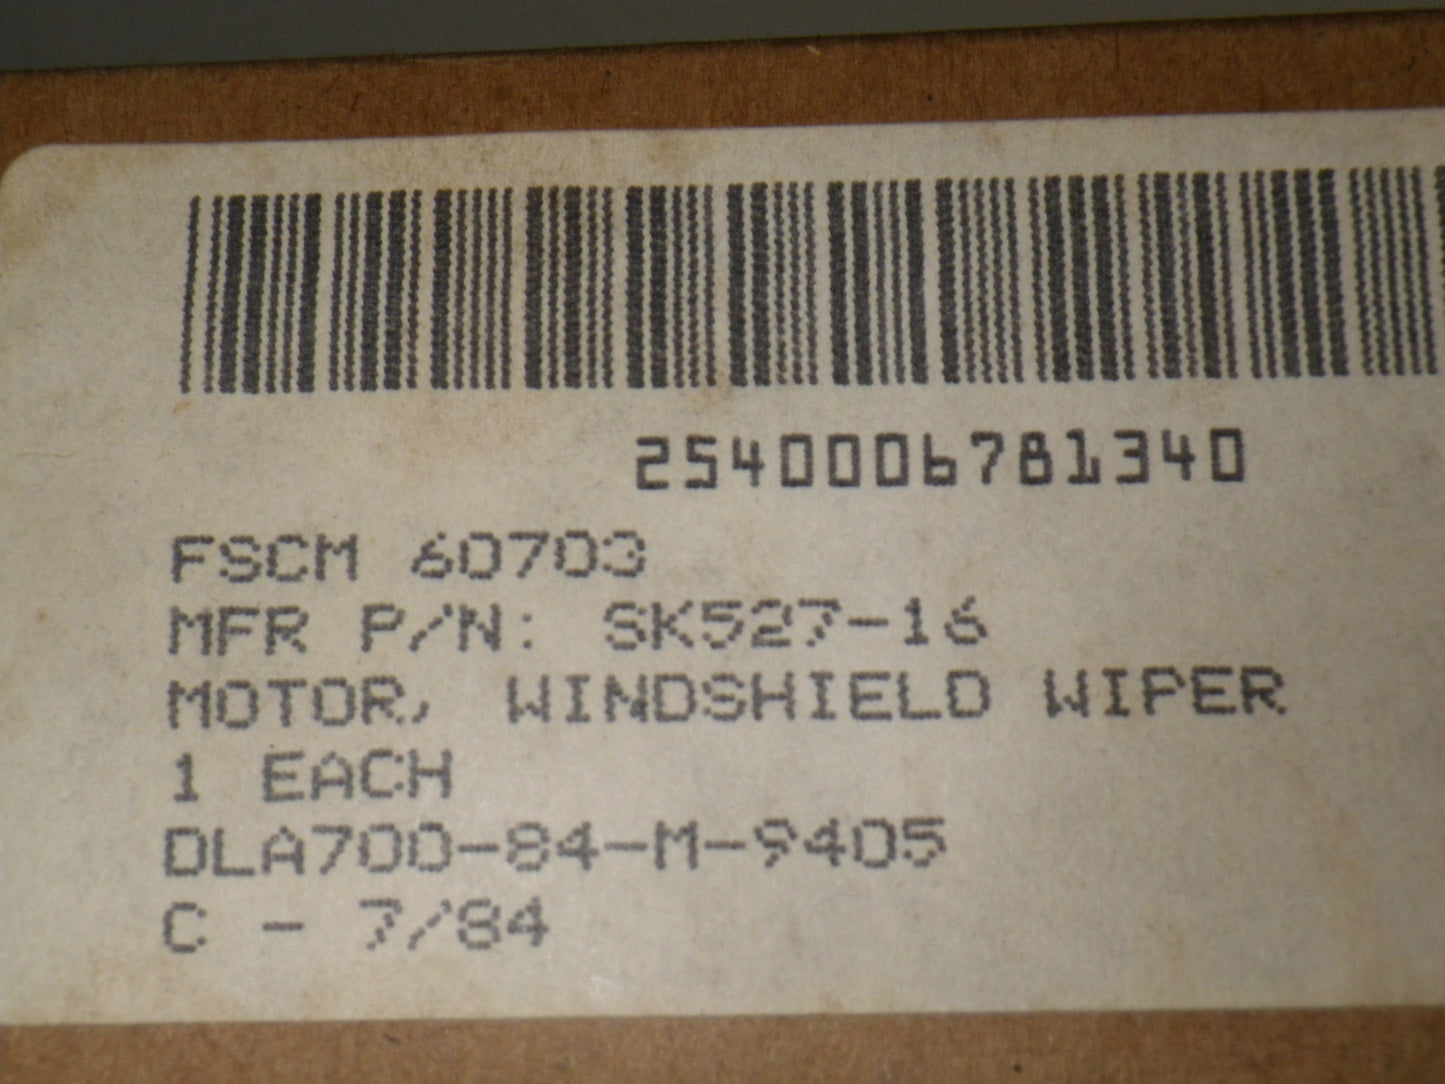 2540006781340
FSCM 60703
MFR P/N: SK527-16
MOTOR, WINDSHIELD WIPER
1 EACH
DLA700-84-M-9405
C - 7/84